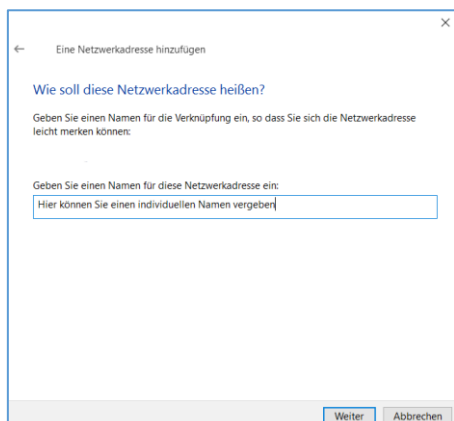 Eine Netzwerkadresse hinzufügen
Wie soll diese Netzwerkadresse heißen?
Geben Sie einen Namen für die Verknüpfung ein, so dass Sie sich die Netzwerkadresse
leicht merken können:
Geben Sie einen Namen für diese Netzwerkadresse ein:
Hier können Sie einen individuellen Namen vergeben
Weiter Abbrechen